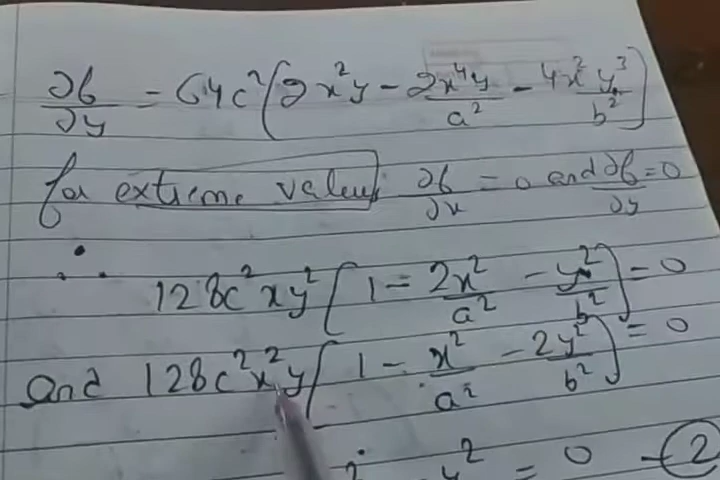 ∂f/∂y = 64c²(2x²y − 2x⁴y/a² − 4x²y³/b²)
for extreme values ∂f/∂x = 0 and ∂f/∂y = 0
∴ 128c²xy²(1 − 2x²/a² − y²/b²) = 0
and 128c²x²y(1 − x²/a² − 2y²/b²) = 0
y² = 0 − ②